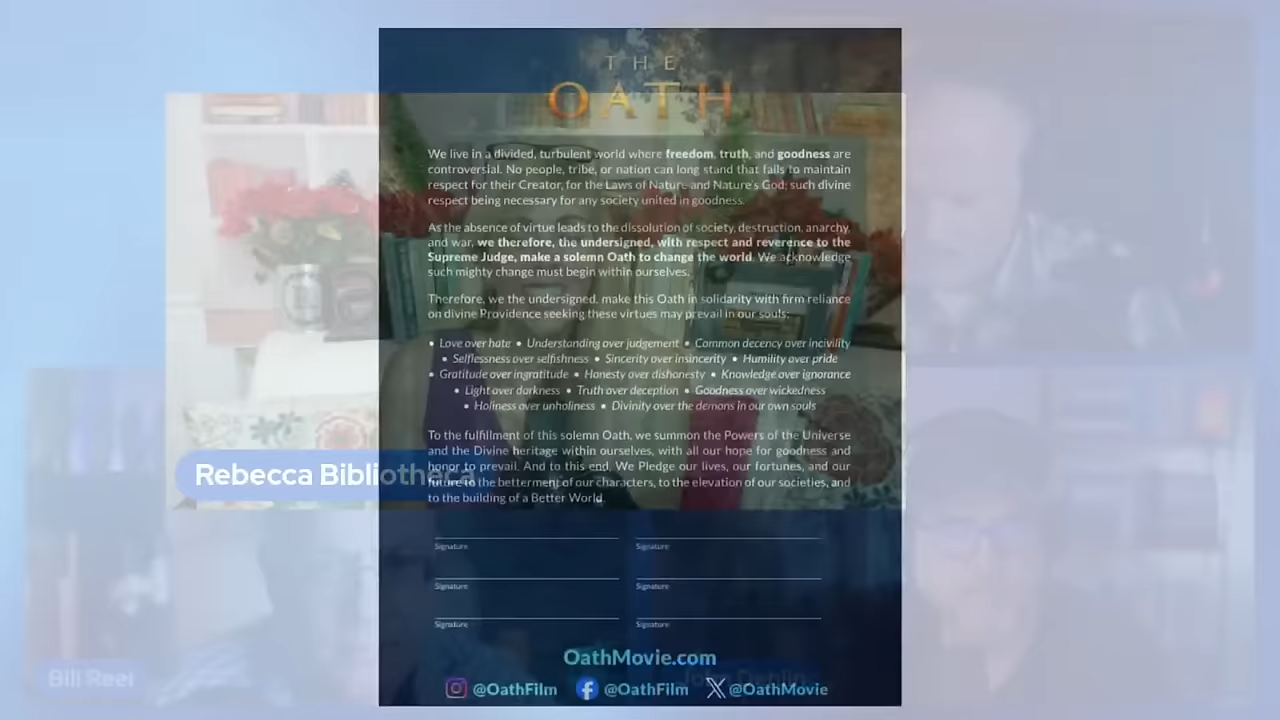 THE
OATH
We live in a divided, turbulent world where freedom, truth, and goodness are
controversial. No people, tribe, or nation can long stand that fails to maintain
respect for their Creator, for the Laws of Nature and Nature's God; such divine
respect being necessary for any society united in goodness.
As the absence of virtue leads to the dissolution of society, destruction, anarchy,
and war, we therefore, the undersigned, with respect and reverence to the
Supreme Judge, make a solemn Oath to change the world. We acknowledge
such mighty change must begin within ourselves.
Therefore, we the undersigned, make this Oath in solidarity with firm reliance
on divine Providence seeking these virtues may prevail in our souls:
• Love over hate • Understanding over judgement • Common decency over incivility
• Selflessness over selfishness • Sincerity over insincerity • Humility over pride
• Gratitude over ingratitude • Honesty over dishonesty • Knowledge over ignorance
• Light over darkness • Truth over deception • Goodness over wickedness
• Holiness over unholiness • Divinity over the demons in our own souls
To the fulfillment of this solemn Oath, we summon the Powers of the Universe
and the Divine heritage within ourselves, with all our hope for goodness and
honor to prevail. And to this end, We Pledge our lives, our fortunes, and our
future to the betterment of our characters, to the elevation of our societies, and
to the building of a Better World.
Rebecca Bibliotheca
Signature Signature
Signature Signature
Signature Signature
OathMovie.com
@OathFilm @OathFilm @OathMovie
Bill Reel
John Dehlin